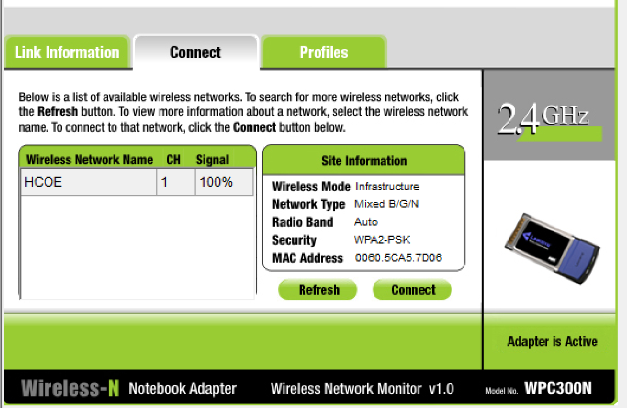 Link Information
Connect
Profiles
Below is a list of available wireless networks. To search for more wireless networks, click
the Refresh button. To view more information about a network, select the wireless network
name. To connect to that network, click the Connect button below.
2.4GHz
Wireless Network Name CH Signal
HCOE 1 100%
Site Information
Wireless Mode Infrastructure
Network Type Mixed B/G/N
Radio Band Auto
Security WPA2-PSK
MAC Address 0060.5CA5.7D06
Refresh
Connect
Adapter is Active
Wireless-N Notebook Adapter Wireless Network Monitor v1.0 Model No. WPC300N